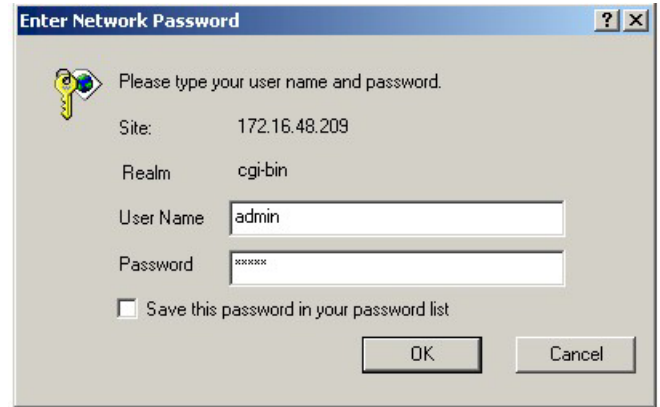 Enter Network Password
Please type your user name and password.
Site: 172.16.48.209
Realm cgi-bin
User Name admin
Password xxxxx
Save this password in your password list
OK Cancel